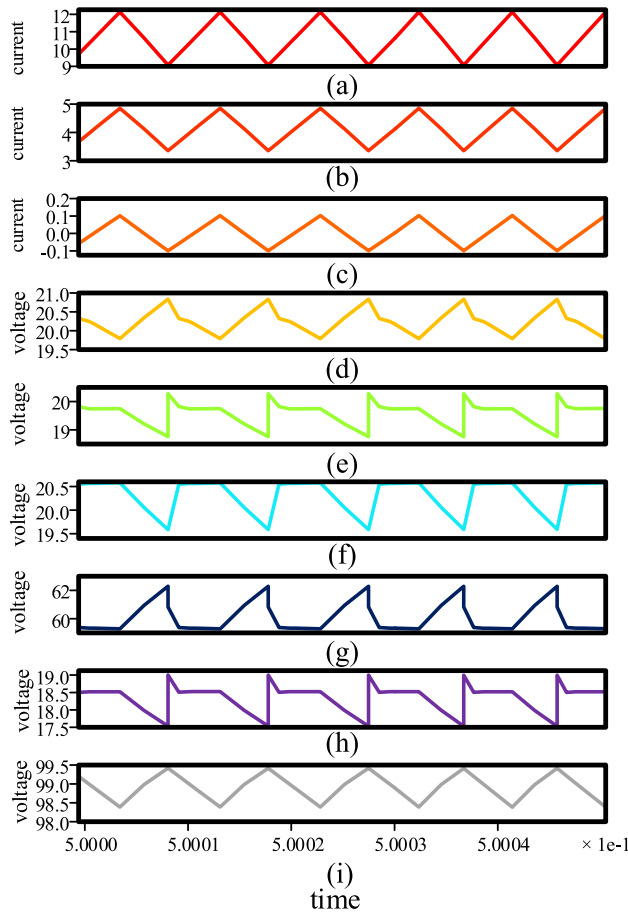 current
12
11
10
9
(a)
current
5
4
3
(b)
current
0.2
0.1
0.0
-0.1
(c)
voltage
21.0
20.5
20.0
19.5
(d)
voltage
20
19
(e)
voltage
20.5
20.0
19.5
(f)
voltage
62
60
(g)
voltage
19.0
18.5
18.0
17.5
(h)
voltage
99.5
99.0
98.5
98.0
5.0000 5.0001 5.0002 5.0003 5.0004 × 1e-1
(i)
time